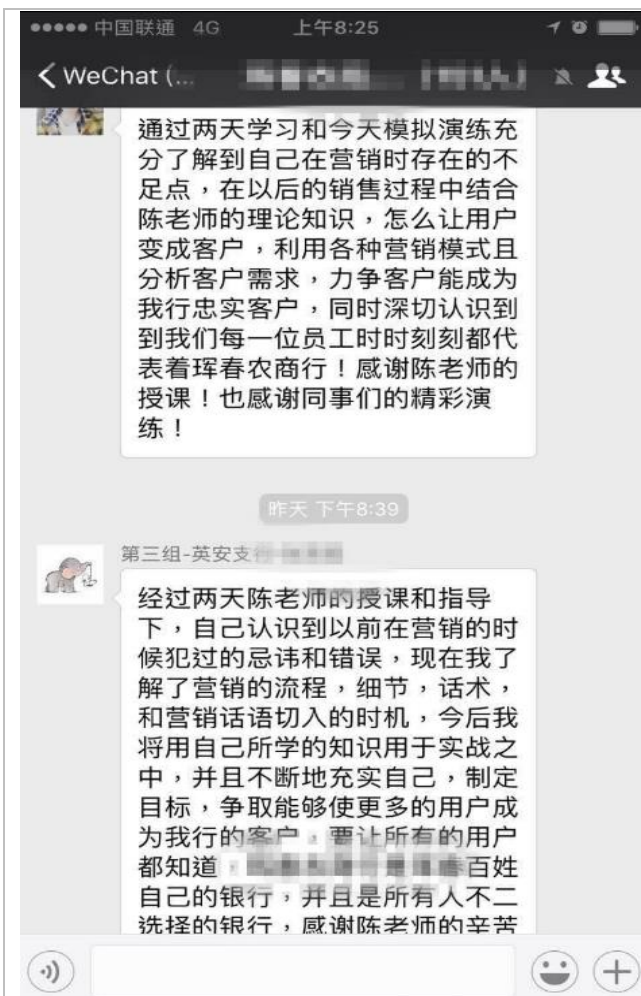 中国联通 4G 上午8:25
WeChat (...
通过两天学习和今天模拟演练充
分了解到自己在营销时存在的不
足点，在以后的销售过程中结合
陈老师的理论知识，怎么让用户
变成客户，利用各种营销模式且
分析客户需求，力争客户能成为
我行忠实客户，同时深切认识到
到我们每一位员工时时刻刻都代
表着珲春农商行！感谢陈老师的
授课！也感谢同事们的精彩演
练！
昨天 下午8:39
第三组-英安支
经过两天陈老师的授课和指导
下，自己认识到以前在营销的时
候犯过的忌讳和错误，现在我了
解了营销的流程，细节，话术，
和营销话语切入的时机，今后我
将用自己所学的知识用于实战之
中，并且不断地充实自己，制定
目标，争取能够使更多的用户成
为我行的客户，要让所有的用户
都知道 百姓
自己的银行，并且是所有人不二
选择的银行，感谢陈老师的辛苦